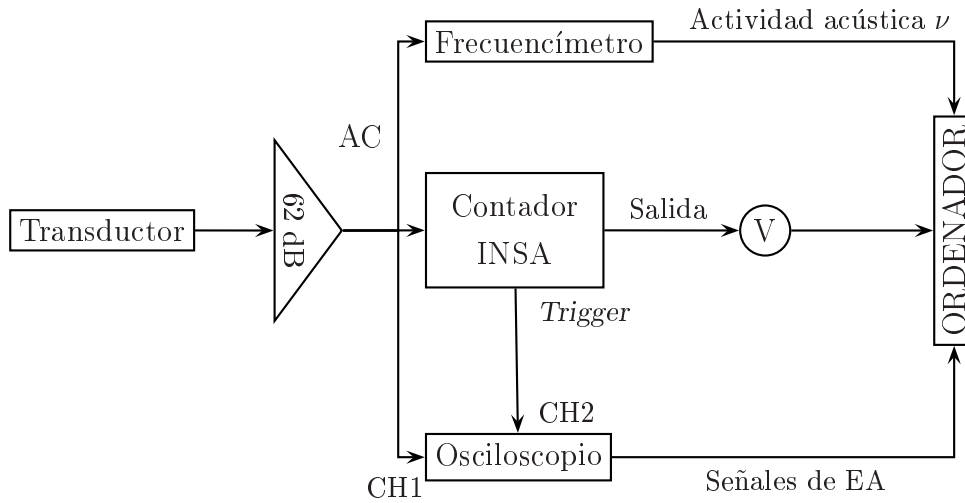 Actividad acústica ν
Frecuencímetro
AC
Transductor
62 dB
Contador
INSA
Salida
V
ORDENADOR
Trigger
CH2
Osciloscopio
CH1
Señales de EA